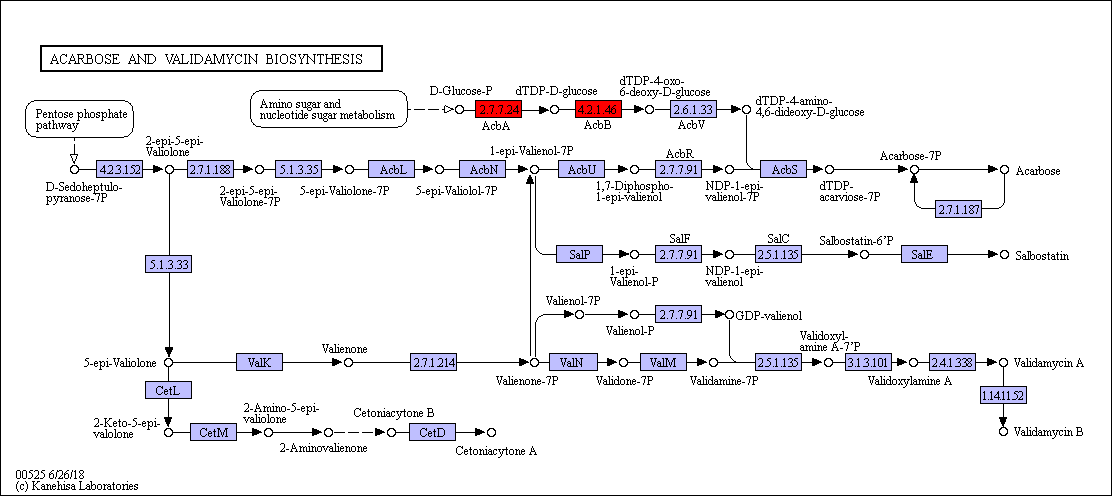 ACARBOSE AND VALIDAMYCIN BIOSYNTHESIS
Pentose phosphate
pathway
Amino sugar and
nucleotide sugar metabolism
D-Glucose-P
2.7.7.24
AcbA
dTDP-D-glucose
4.2.1.46
AcbB
dTDP-4-oxo-
6-deoxy-D-glucose
2.6.1.33
AcbV
dTDP-4-amino-
4,6-dideoxy-D-glucose
D-Sedoheptulo-
pyranose-7P
4.2.3.152
2-epi-5-epi-
Valiolone
2.7.1.188
2-epi-5-epi-
Valiolone-7P
5.1.3.35
5-epi-Valiolone-7P
AcbL
5-epi-Valiolol-7P
AcbN
1-epi-Valienol-7P
AcbU
1,7-Diphospho-
1-epi-valienol
AcbR
2.7.7.91
NDP-1-epi-
valienol-7P
AcbS
dTDP-
acarviose-7P
Acarbose-7P
Acarbose
2.7.1.187
5.1.3.33
SalP
1-epi-
Valienol-P
SalF
2.7.7.91
NDP-1-epi-
valienol
SalC
2.5.1.135
Salbostatin-6'P
SalE
Salbostatin
Valienol-7P
Valienol-P
2.7.7.91
GDP-valienol
5-epi-Valiolone
ValK
Valienone
2.7.1.214
Valienone-7P
ValN
Validone-7P
ValM
Validamine-7P
2.5.1.135
Validoxyl-
amine A-7'P
3.1.3.101
Validoxylamine A
2.4.1.338
Validamycin A
1.14.11.52
Validamycin B
CetL
2-Keto-5-epi-
valolone
CetM
2-Amino-5-epi-
valiolone
2-Aminovalienone
Cetoniacytone B
CetD
Cetoniacytone A
00525 6/26/18
(c) Kanehisa Laboratories